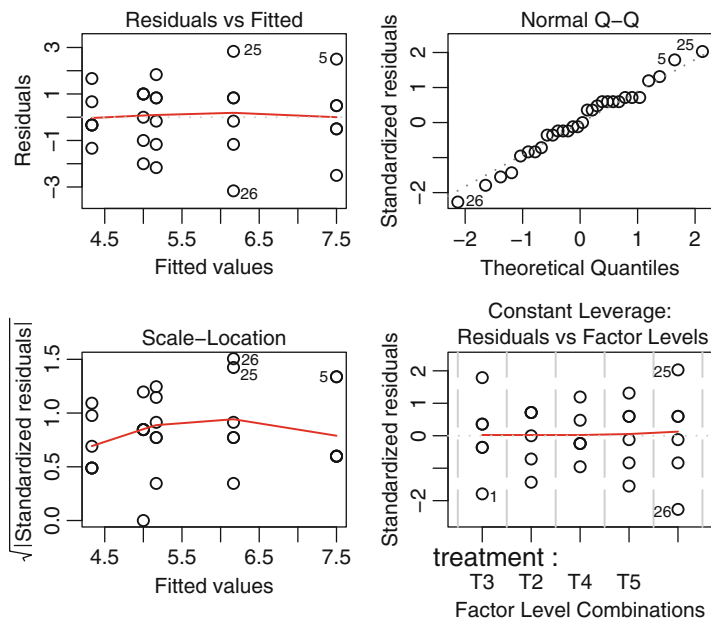 Residuals vs Fitted
Residuals
3
1
−1
−3
25
26
5
4.5
5.5
6.5
7.5
Fitted values
Normal Q−Q
Standardized residuals
2
0
−2
26
5
25
−2
−1
0
1
2
Theoretical Quantiles
Scale−Location
√|Standardized residuals|
1.5
1.0
0.5
0.0
26
25
5
4.5
5.5
6.5
7.5
Fitted values
Constant Leverage:
Residuals vs Factor Levels
Standardized residuals
2
1
0
−2
25
1
26
treatment :
T3 T2 T4 T5
Factor Level Combinations